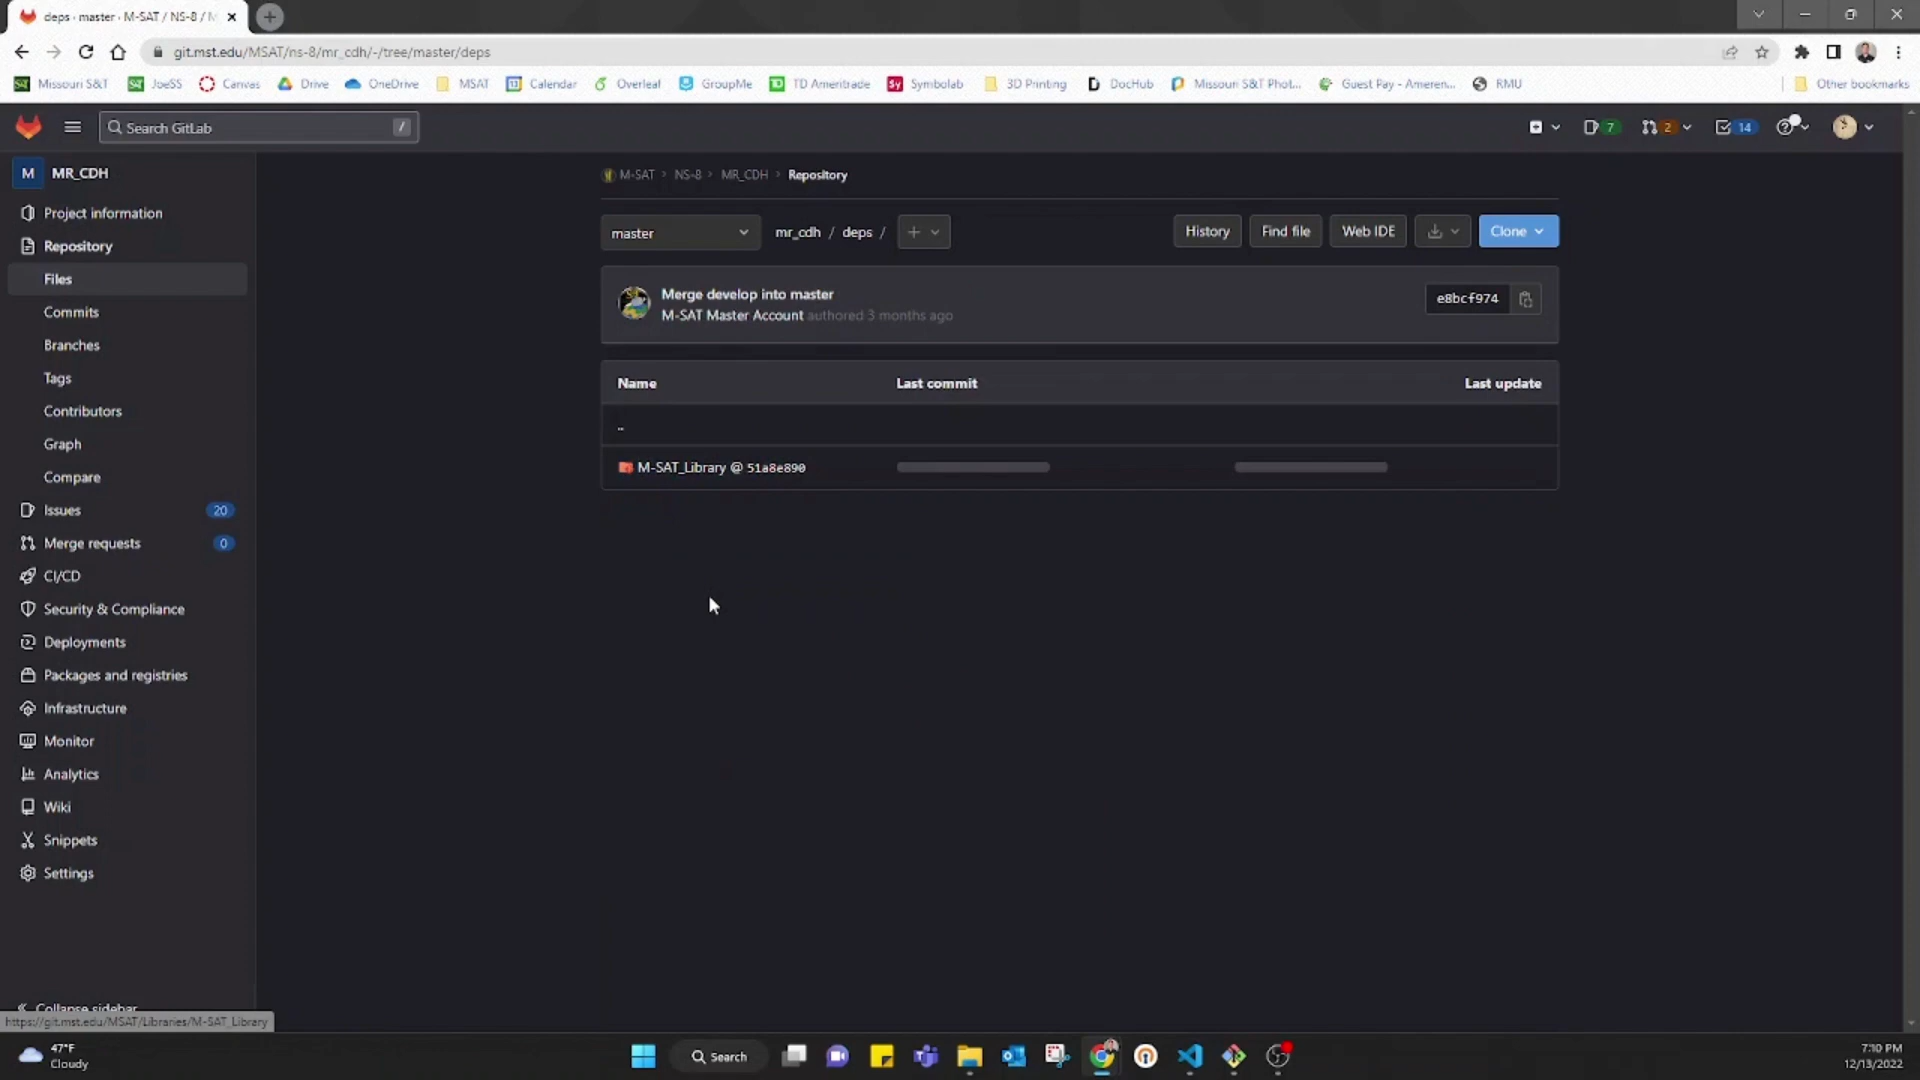 deps · master · M-SAT / NS-8 / M
git.mst.edu/MSAT/ns-8/mr_cdh/-/tree/master/deps
Missouri S&T
JoeSS
Canvas
Drive
OneDrive
MSAT
Calendar
Overleaf
GroupMe
TD Ameritrade
Symbolab
3D Printing
DocHub
Missouri S&T Phot...
Guest Pay - Ameren...
RMU
Other bookmarks
Search GitLab
/
7
2
14
M
MR_CDH
Project information
Repository
Files
Commits
Branches
Tags
Contributors
Graph
Compare
Issues
20
Merge requests
0
CI/CD
Security & Compliance
Deployments
Packages and registries
Infrastructure
Monitor
Analytics
Wiki
Snippets
Settings
Collapse sidebar
https://git.mst.edu/MSAT/Libraries/M-SAT_Library
M-SAT > NS-8 > MR_CDH > Repository
master
mr_cdh / deps /
History
Find file
Web IDE
Clone
Merge develop into master
M-SAT Master Account authored 3 months ago
e8bcf974
Name
Last commit
Last update
..
M-SAT_Library @ 51a8e890
47°F
Cloudy
Search
7:10 PM
12/13/2022